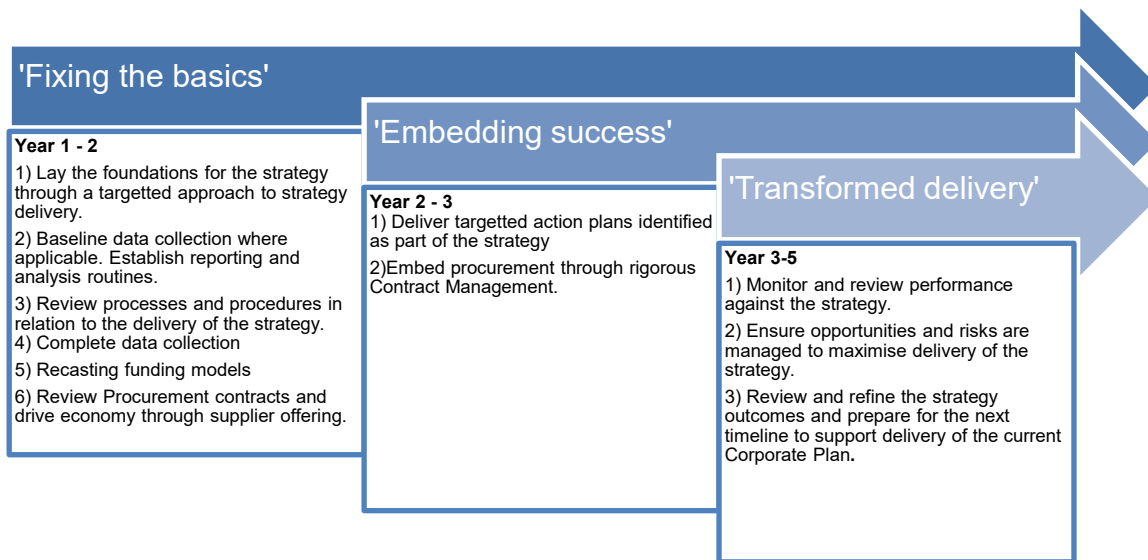 'Fixing the basics'
Year 1 - 2
1) Lay the foundations for the strategy
through a targetted approach to strategy
delivery.
2) Baseline data collection where
applicable. Establish reporting and
analysis routines.
3) Review processes and procedures in
relation to the delivery of the strategy.
4) Complete data collection
5) Recasting funding models
6) Review Procurement contracts and
drive economy through supplier offering.
'Embedding success'
Year 2 - 3
1) Deliver targetted action plans identified
as part of the strategy
2)Embed procurement through rigorous
Contract Management.
'Transformed delivery'
Year 3-5
1) Monitor and review performance
against the strategy.
2) Ensure opportunities and risks are
managed to maximise delivery of the
strategy.
3) Review and refine the strategy
outcomes and prepare for the next
timeline to support delivery of the current
Corporate Plan.